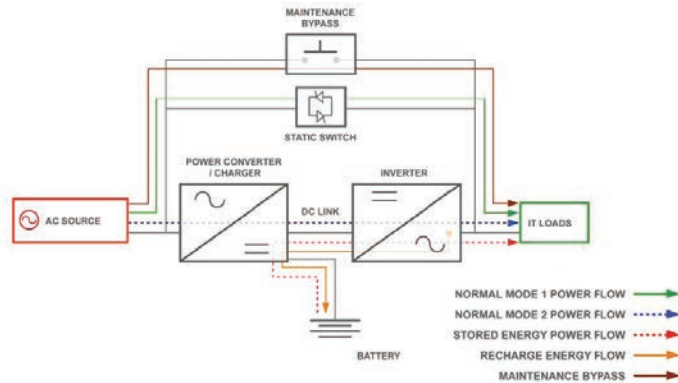 MAINTENANCE
BYPASS
STATIC SWITCH
POWER CONVERTER
/ CHARGER
INVERTER
DC LINK
AC SOURCE
IT LOADS
BATTERY
NORMAL MODE 1 POWER FLOW
NORMAL MODE 2 POWER FLOW
STORED ENERGY POWER FLOW
RECHARGE ENERGY FLOW
MAINTENANCE BYPASS